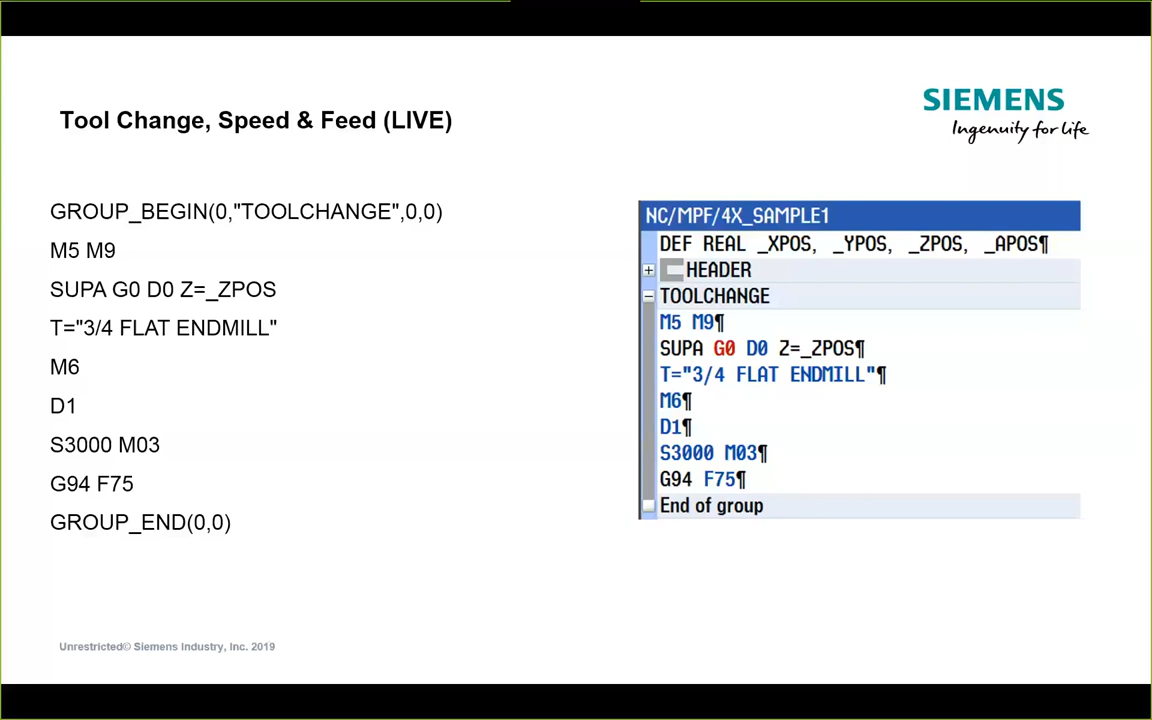 SIEMENS
Ingenuity for life
Tool Change, Speed & Feed (LIVE)
GROUP_BEGIN(0,"TOOLCHANGE",0,0)
M5 M9
SUPA G0 D0 Z=_ZPOS
T="3/4 FLAT ENDMILL"
M6
D1
S3000 M03
G94 F75
GROUP_END(0,0)
NC/MPF/4X_SAMPLE1
DEF REAL _XPOS, _YPOS, _ZPOS, _APOS¶
HEADER
TOOLCHANGE
M5 M9¶
SUPA G0 D0 Z=_ZPOS¶
T="3/4 FLAT ENDMILL"¶
M6¶
D1¶
S3000 M03¶
G94 F75¶
End of group
Unrestricted© Siemens Industry, Inc. 2019